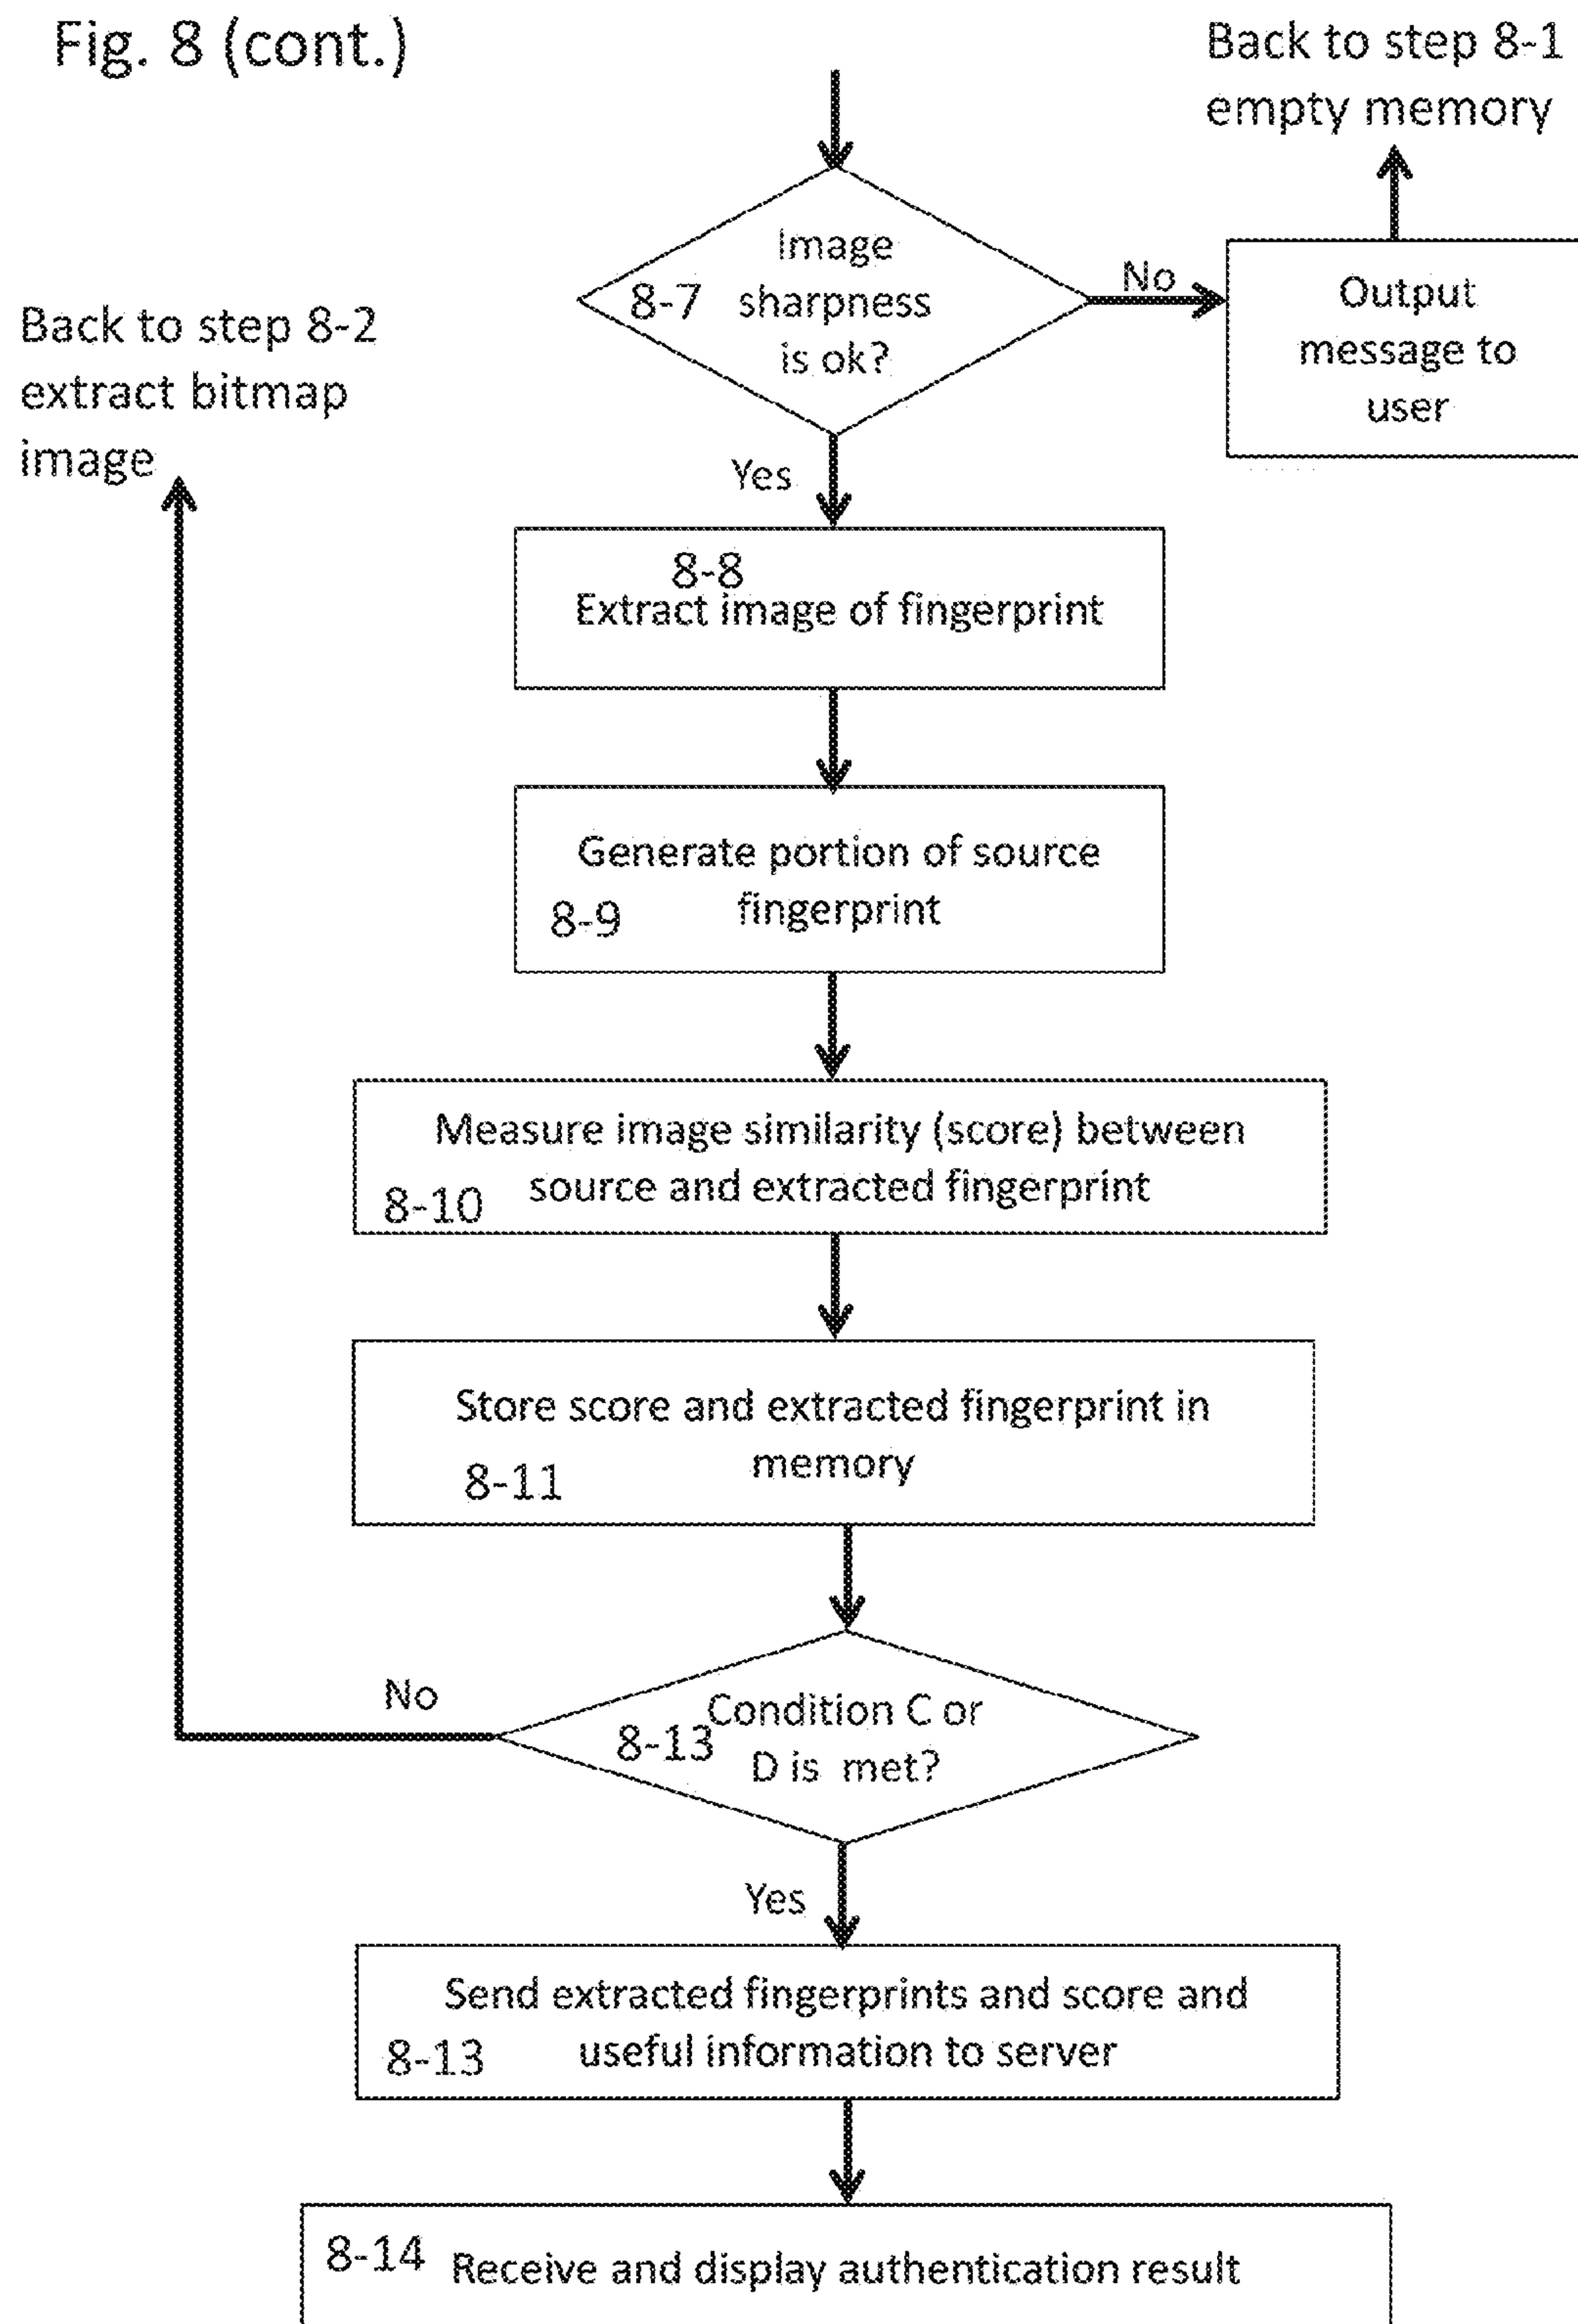 Fig. 8 (cont.)
Back to step 8-1
empty memory
Image
8-7 sharpness
is ok?
No
Output
message to
user
Back to step 8-2
extract bitmap
image
Yes
8-8
Extract image of fingerprint
Generate portion of source
fingerprint
8-9
Measure image similarity (score) between
source and extracted fingerprint
8-10
Store score and extracted fingerprint in
memory
8-11
No
Condition C or
8-13
D is met?
Yes
Send extracted fingerprints and score and
useful information to server
8-13
8-14
Receive and display authentication result